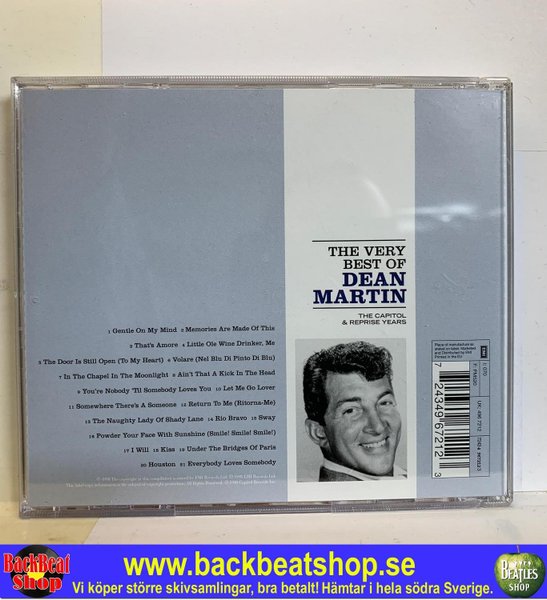 THE VERY
BEST OF
DEAN
MARTIN
THE CAPITOL
& REPRISE YEARS
1 Gentle On My Mind 2 Memories Are Made Of This
3 That's Amore 4 Little Ole Wine Drinker, Me
5 The Door Is Still Open (To My Heart) 6 Volare (Nel Blu Di Pinto Di Blu)
7 In The Chapel In The Moonlight 8 Ain't That A Kick In The Head
9 You're Nobody 'Til Somebody Loves You 10 Let Me Go Lover
11 Somewhere There's A Someone 12 Return To Me (Ritorna-Me)
13 The Naughty Lady Of Shady Lane 14 Rio Bravo 15 Sway
16 Powder Your Face With Sunshine (Smile! Smile! Smile!)
17 I Will 18 Kiss 19 Under The Bridges Of Paris
20 Houston 21 Everybody Loves Somebody
7 24349 67212 3
BackBeat
Shop
www.backbeatshop.se
Vi köper större skivsamlingar, bra betalt! Hämtar i hela södra Sverige.
BEATLES
SHOP